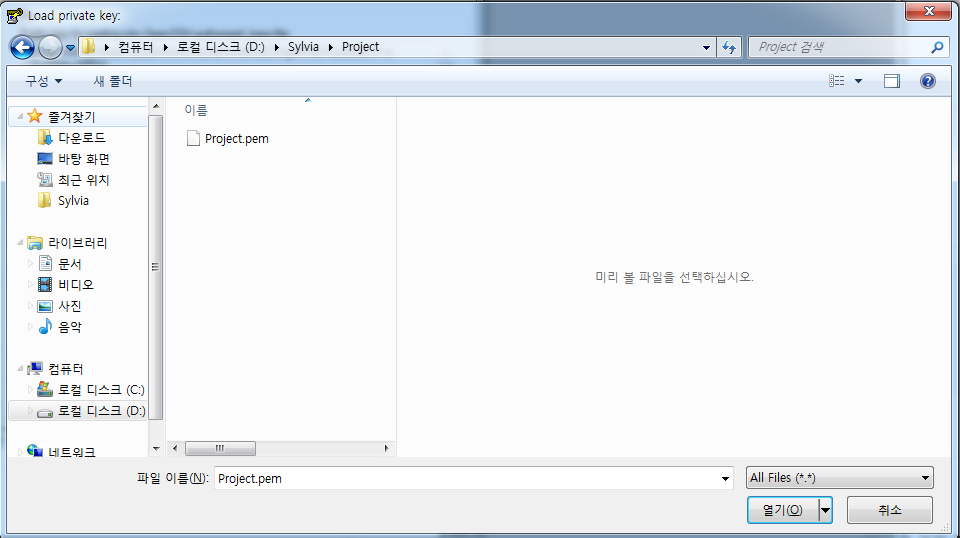 Load private key:
컴퓨터 로컬 디스크 (D:) Sylvia Project
Project 검색
구성 새 폴더
즐겨찾기
다운로드
바탕 화면
최근 위치
Sylvia
라이브러리
문서
비디오
사진
음악
컴퓨터
로컬 디스크 (C:)
로컬 디스크 (D:)
네트워크
이름
Project.pem
미리 볼 파일을 선택하십시오.
파일 이름(N): Project.pem
All Files (*.*)
열기(O) 취소